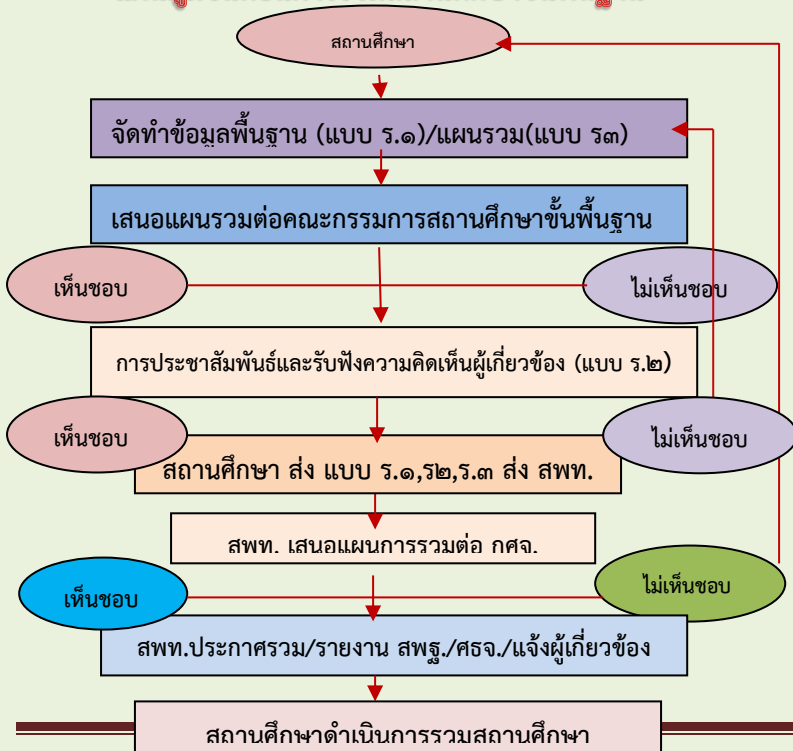 สถานศึกษา
จัดทำข้อมูลพื้นฐาน (แบบ ร.๑)/แผนรวม(แบบ ร๓)
เสนอแผนรวมต่อคณะกรรมการสถานศึกษาขั้นพื้นฐาน
เห็นชอบ
ไม่เห็นชอบ
การประชาสัมพันธ์และรับฟังความคิดเห็นผู้เกี่ยวข้อง (แบบ ร.๒)
เห็นชอบ
ไม่เห็นชอบ
สถานศึกษา ส่ง แบบ ร.๑,ร๒,ร.๓ ส่ง สพท.
สพท. เสนอแผนการรวมต่อ กศจ.
เห็นชอบ
ไม่เห็นชอบ
สพท.ประกาศรวม/รายงาน สพฐ./ศธจ./แจ้งผู้เกี่ยวข้อง
สถานศึกษาดำเนินการรวมสถานศึกษา